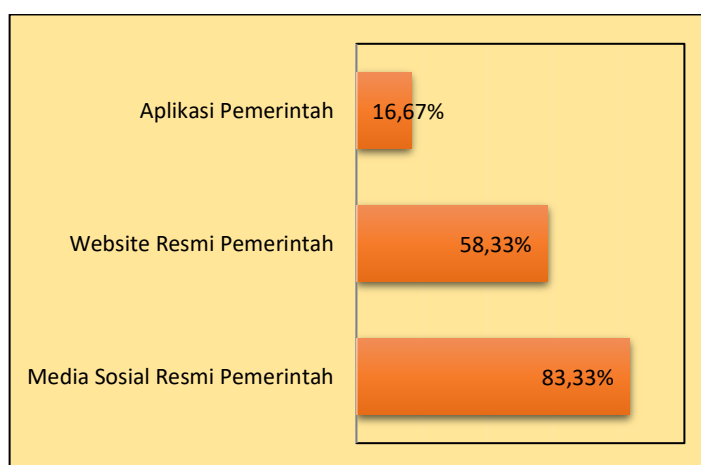 Aplikasi Pemerintah
16,67%
Website Resmi Pemerintah
58,33%
Media Sosial Resmi Pemerintah
83,33%